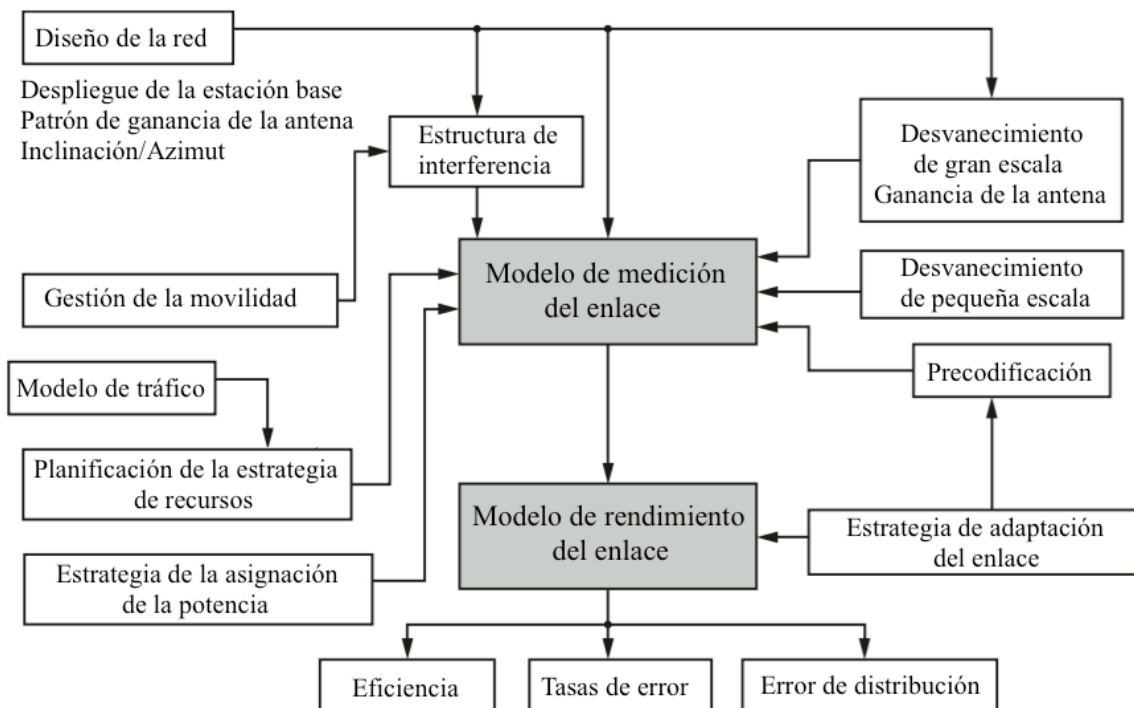 Diseño de la red
Despliegue de la estación base
Patrón de ganancia de la antena
Inclinación/Azimut
Estructura de
interferencia
Desvanecimiento
de gran escala
Ganancia de la antena
Gestión de la movilidad
Modelo de medición
del enlace
Desvanecimiento
de pequeña escala
Modelo de tráfico
Precodificación
Planificación de la estrategia
de recursos
Modelo de rendimiento
del enlace
Estrategia de adaptación
del enlace
Estrategia de la asignación
de la potencia
Eficiencia
Tasas de error
Error de distribución